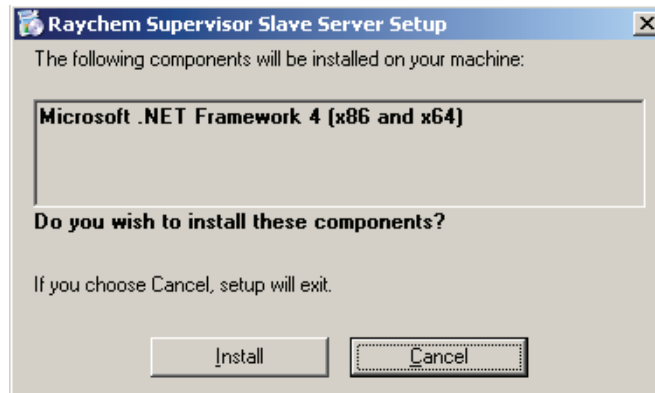 Raychem Supervisor Slave Server Setup
The following components will be installed on your machine:
Microsoft .NET Framework 4 (x86 and x64)
Do you wish to install these components?
If you choose Cancel, setup will exit.
Install Cancel